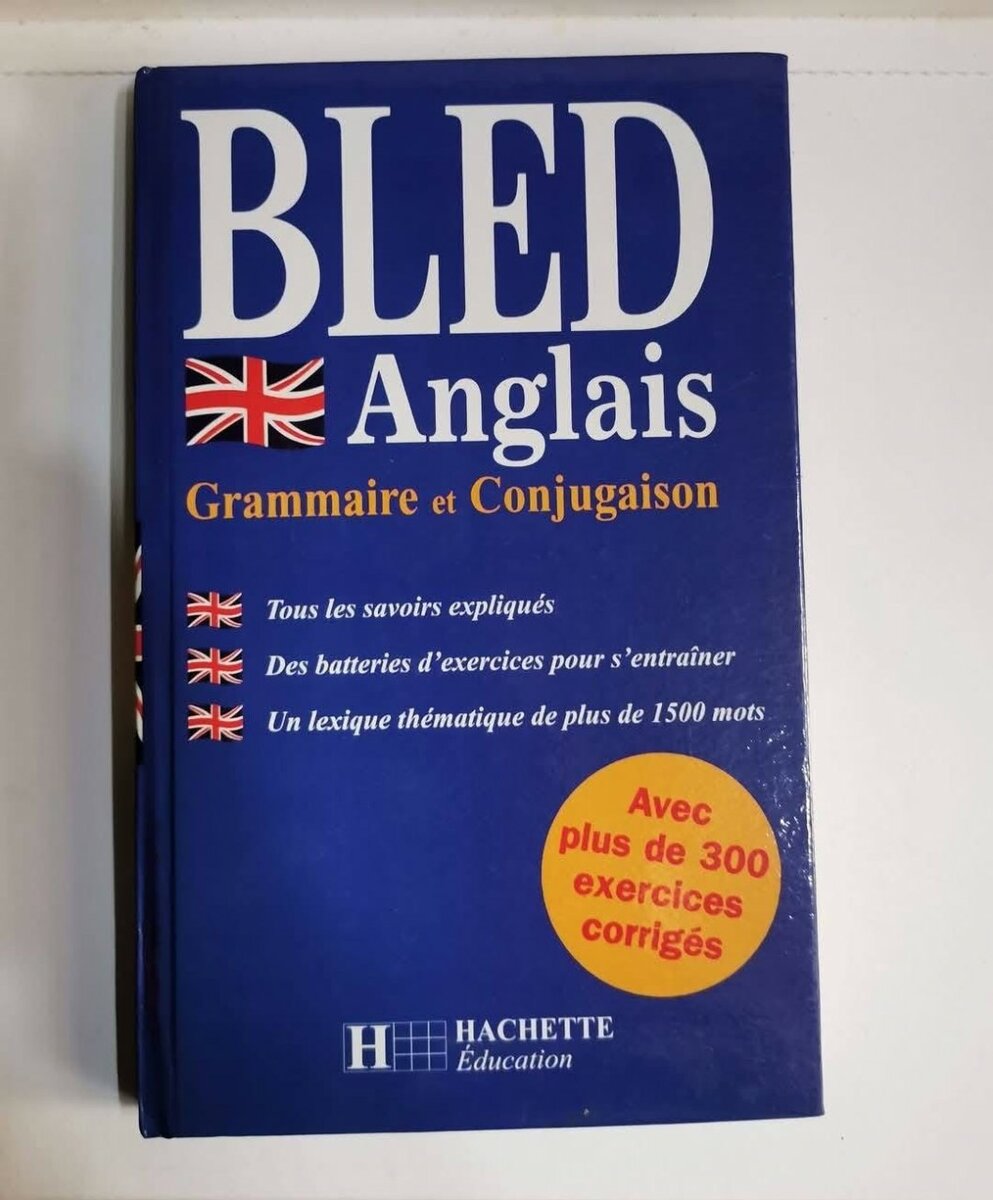 BLED
Anglais
Grammaire et Conjugaison
Tous les savoirs expliqués
Des batteries d'exercices pour s'entraîner
Un lexique thématique de plus de 1500 mots
Avec
plus de 300
exercices
corrigés
H HACHETTE
Éducation